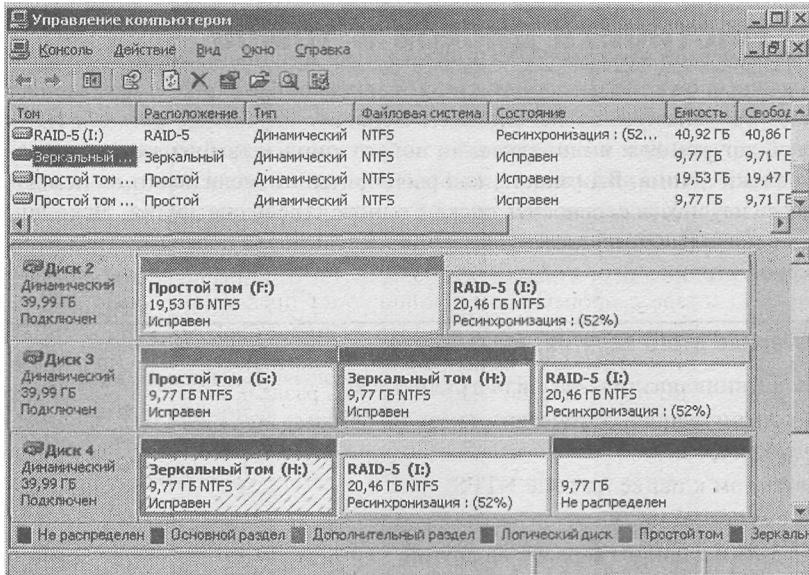 Управление компьютером
Консоль Действие Вид Окно Справка
Том Расположение Тип Файловая система Состояние Емкость Свобод
RAID-5 (I:) RAID-5 Динамический NTFS Ресинхронизация : (52... 40,92 ГБ 40,86 Г
Зеркальный ... Зеркальный Динамический NTFS Исправен 9,77 ГБ 9,71 ГБ
Простой том ... Простой Динамический NTFS Исправен 19,53 ГБ 19,47 Г
Простой том ... Простой Динамический NTFS Исправен 9,77 ГБ 9,71 ГБ
Диск 2
Динамический
39,99 ГБ
Подключен
Простой том (F:)
19,53 ГБ NTFS
Исправен
RAID-5 (I:)
20,46 ГБ NTFS
Ресинхронизация : (52%)
Диск 3
Динамический
39,99 ГБ
Подключен
Простой том (G:)
9,77 ГБ NTFS
Исправен
Зеркальный том (H:)
9,77 ГБ NTFS
Исправен
RAID-5 (I:)
20,46 ГБ NTFS
Ресинхронизация : (52%)
Диск 4
Динамический
39,99 ГБ
Подключен
Зеркальный том (H:)
9,77 ГБ NTFS
Исправен
RAID-5 (I:)
20,46 ГБ NTFS
Ресинхронизация : (52%)
9,77 ГБ
Не распределен
Не распределен Основной раздел Дополнительный раздел Логический диск Простой том Зеркаль